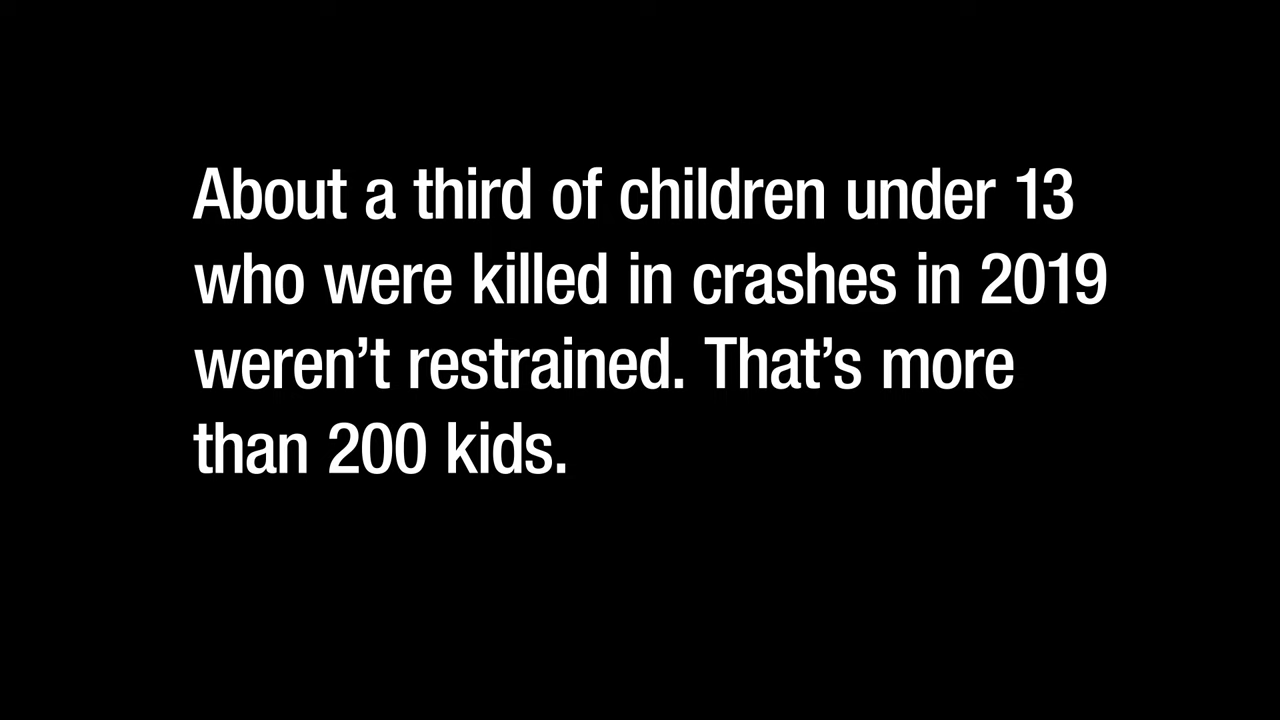 About a third of children under 13
who were killed in crashes in 2019
weren’t restrained. That’s more
than 200 kids.